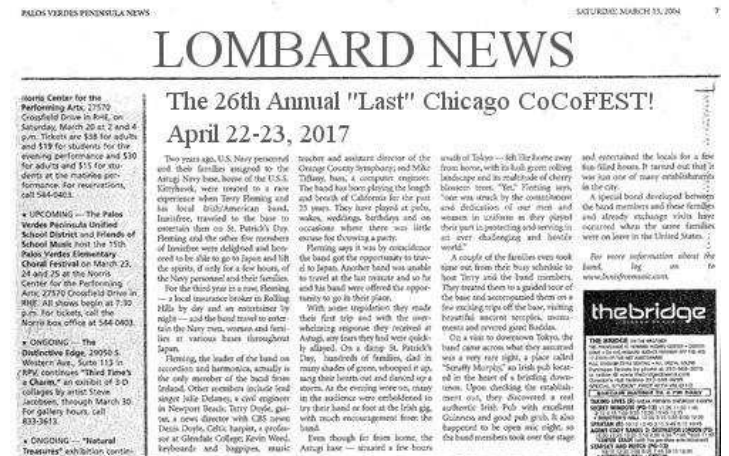 PALOS VERDES PENINSULA NEWS
SATURDAY, MARCH 13, 2004
7
LOMBARD NEWS
The 26th Annual "Last" Chicago CoCoFEST!
April 22-23, 2017
Norris Center for the
Performing Arts, 27570
Crossfield Drive in RHE, on
Saturday, March 20 at 2 and 4
p.m. Tickets are $38 for adults
and $19 for students for the
evening performance and $30
for adults and $15 for stu-
dents at the matinee per-
formance. For reservations,
call 544-0403.
• UPCOMING — The Palos
Verdes Peninsula Unified
School District and Friends of
School Music host the 15th
Palos Verdes Elementary
Choral Festival on March 23,
24 and 25 at the Norris
Center for the Performing
Arts, 27570 Crossfield Drive in
RHE. All shows begin at 7:30
p.m. For tickets, call the
Norris box office at 544-0403.
• ONGOING — The
Distinctive Edge, 29050 S.
Western Ave., Suite 113 in
RPV, continues "Third Time's
a Charm," an exhibit of 3-D
collages by artist Steve
Jacobsen, through March 30.
For gallery hours, call
833-3613.
• ONGOING — "Natural
Treasures" exhibition contin-
Two years ago, U.S. Navy personnel
and their families assigned to the
Astugi Navy base, home of the U.S.S.
Kittyhawk, were treated to a rare
experience when Terry Fleming and
his local Irish/American band,
Innisfree, traveled to the base to
entertain them on St. Patrick's Day.
Fleming and the other five members
of Innisfree were delighted and hon-
ored to be able to go to Japan and lift
the spirits, if only for a few hours, of
the Navy personnel and their families.
For the third year in a row, Fleming
— a local insurance broker in Rolling
Hills by day and an entertainer by
night — and the band travel to enter-
tain the Navy men, women and fami-
lies at various bases throughout
Japan.
Fleming, the leader of the band on
accordion and harmonica, actually is
the only member of the band from
Ireland. Other members include lead
singer Julie Delaney, a civil engineer
in Newport Beach; Terry Doyle, gui-
tar, a news director with CBS news;
Denis Doyle, Celtic harpist, a profes-
sor at Glendale College; Kevin Weed,
keyboards and bagpipes, music
teacher and assistant director of the
Orange County Symphony; and Mike
Tiffany, bass, a computer engineer.
The band has been playing the length
and breath of California for the past
25 years. They have played at pubs,
wakes, weddings, birthdays and on
occasions where there was little
excuse for throwing a party.
Fleming says it was by coincidence
the band got the opportunity to trav-
el to Japan. Another band was unable
to travel at the last minute and so he
and his band were offered the oppor-
tunity to go in their place.
With some trepidation they made
their first trip and with the over-
whelming response they received at
Astugi, any fears they had were quick-
ly allayed. On a damp St. Patrick's
Day, hundreds of families, clad in
many shades of green, whooped it up,
sang their hearts out and danced up a
storm. As the evening wore on, many
in the audience were emboldened to
try their hand or foot at the Irish gig,
with much encouragement from the
band.
Even though far from home, the
Astugi base — situated a few hours
south of Tokyo — felt like home away
from home, with its lush green rolling
landscape and its multitude of cherry
blossom trees. "Yet," Fleming says,
"one was struck by the commitment
and dedication of our men and
women in uniform as they played
their part in protecting and serving in
an ever challenging and hostile
world."
A couple of the families even took
time out from their busy schedule to
host Terry and the band members.
They treated them to a guided tour of
the base and accompanied them on a
few exciting trips off the base, visiting
beautiful ancient temples, monu-
ments and revered giant Buddas.
On a visit to downtown Tokyo, the
band came across what they assumed
was a very rare sight, a place called
"Scruffy Murphy," an Irish pub locat-
ed in the heart of a bristling down-
town. Upon checking the establish-
ment out, they discovered a real
authentic Irish Pub with excellent
Guinness and good pub grub. It also
happened to be open mic night, so
the band members took over the stage
and entertained the locals for a few
fun-filled hours. It turned out that it
was just one of many establishments
in the city.
A special bond developed between
the band members and these families
and already exchange visits have
occurred when the same families
were on leave in the United States.
For more information about the
band, log on to
www.innisfreemusic.com.
thebridge
THE BRIDGE